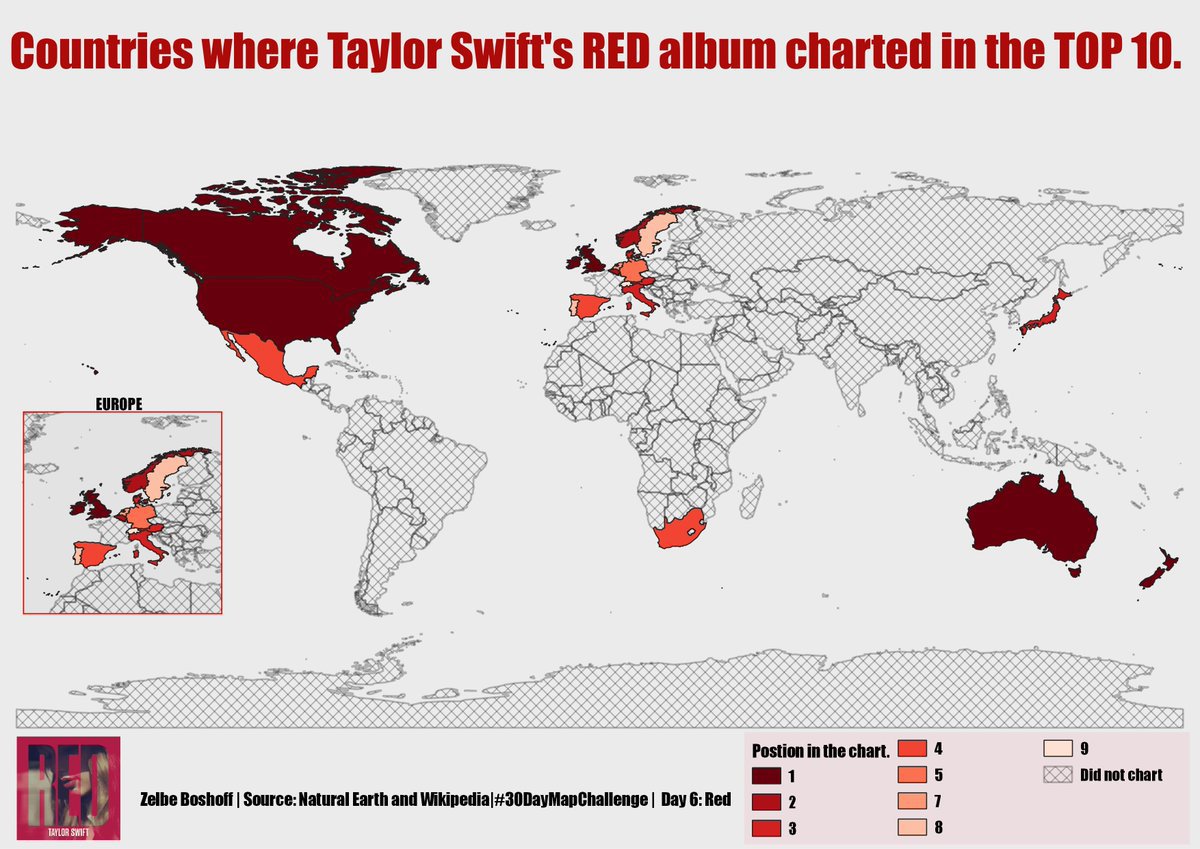 Countries where Taylor Swift's RED album charted in the TOP 10.
EUROPE
RED
TAYLOR SWIFT
Zelbe Boshoff | Source: Natural Earth and Wikipedia|#30DayMapChallenge | Day 6: Red
Postion in the chart.
1
2
3
4
5
7
8
9
Did not chart